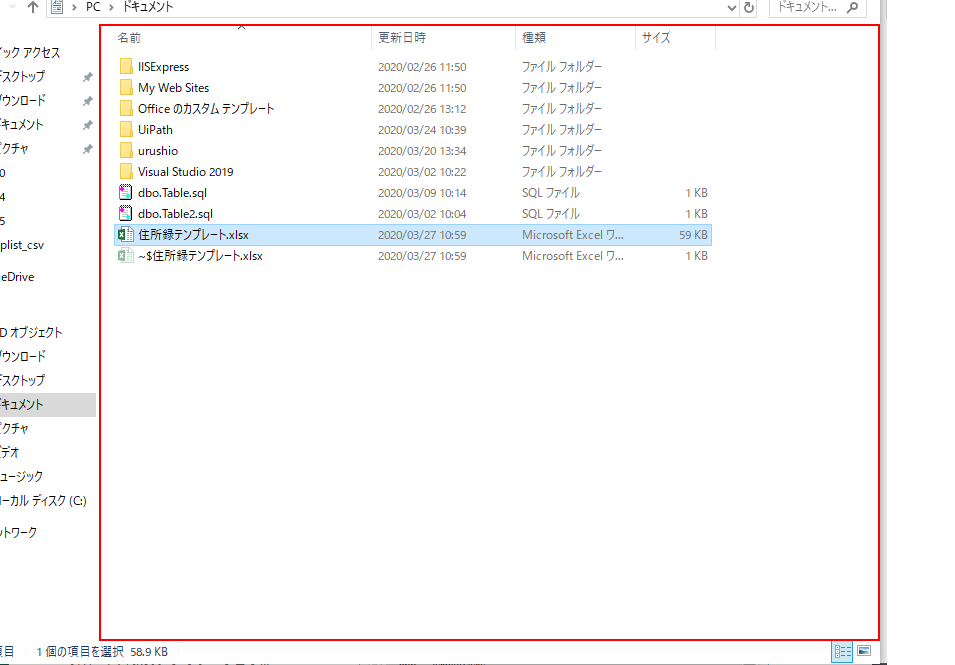 PC › ドキュメント
ドキュメント...
名前 更新日時 種類 サイズ
IISExpress 2020/02/26 11:50 ファイル フォルダー
My Web Sites 2020/02/26 11:50 ファイル フォルダー
Office のカスタム テンプレート 2020/02/26 13:12 ファイル フォルダー
UiPath 2020/03/24 10:39 ファイル フォルダー
urushio 2020/03/20 13:34 ファイル フォルダー
Visual Studio 2019 2020/03/02 10:22 ファイル フォルダー
dbo.Table.sql 2020/03/09 10:14 SQL ファイル 1 KB
dbo.Table2.sql 2020/03/02 10:04 SQL ファイル 1 KB
住所録テンプレート.xlsx 2020/03/27 10:59 Microsoft Excel ワ... 59 KB
~$住所録テンプレート.xlsx 2020/03/27 10:59 Microsoft Excel ワ... 1 KB
ック アクセス
スクトップ
ウンロード
キュメント
クチャ
0
4
5
plist_csv
eDrive
D オブジェクト
ウンロード
スクトップ
キュメント
クチャ
デオ
ュージック
ーカル ディスク (C:)
ットワーク
項目 1 個の項目を選択 58.9 KB